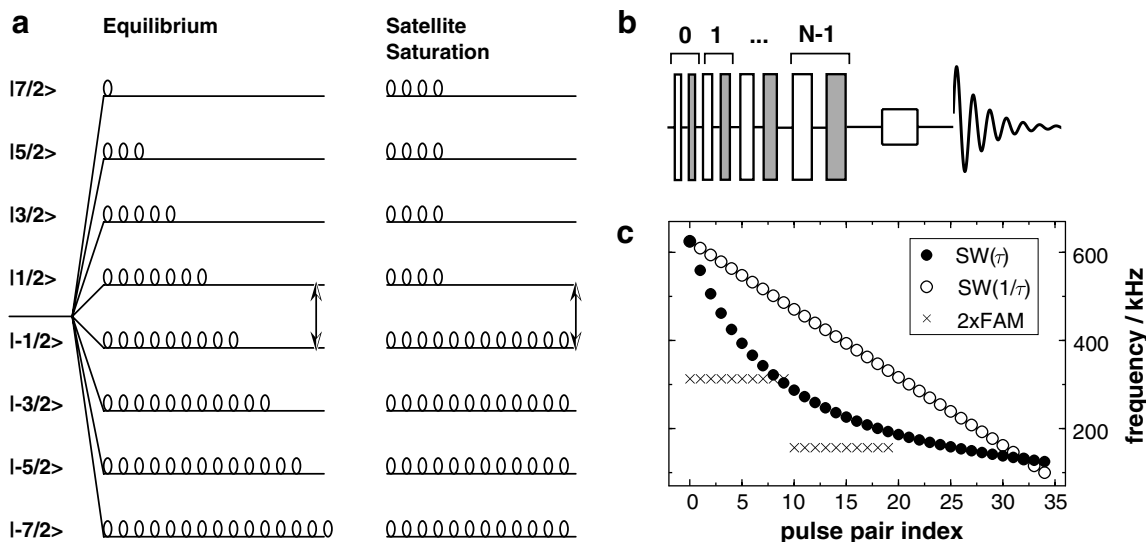 a
Equilibrium
Satellite
Saturation
|7/2>
|5/2>
|3/2>
|1/2>
|-1/2>
|-3/2>
|-5/2>
|-7/2>
b
0 1 ... N-1
c
SW(τ)
SW(1/τ)
2xFAM
600
400
200
frequency / kHz
0 5 10 15 20 25 30 35
pulse pair index